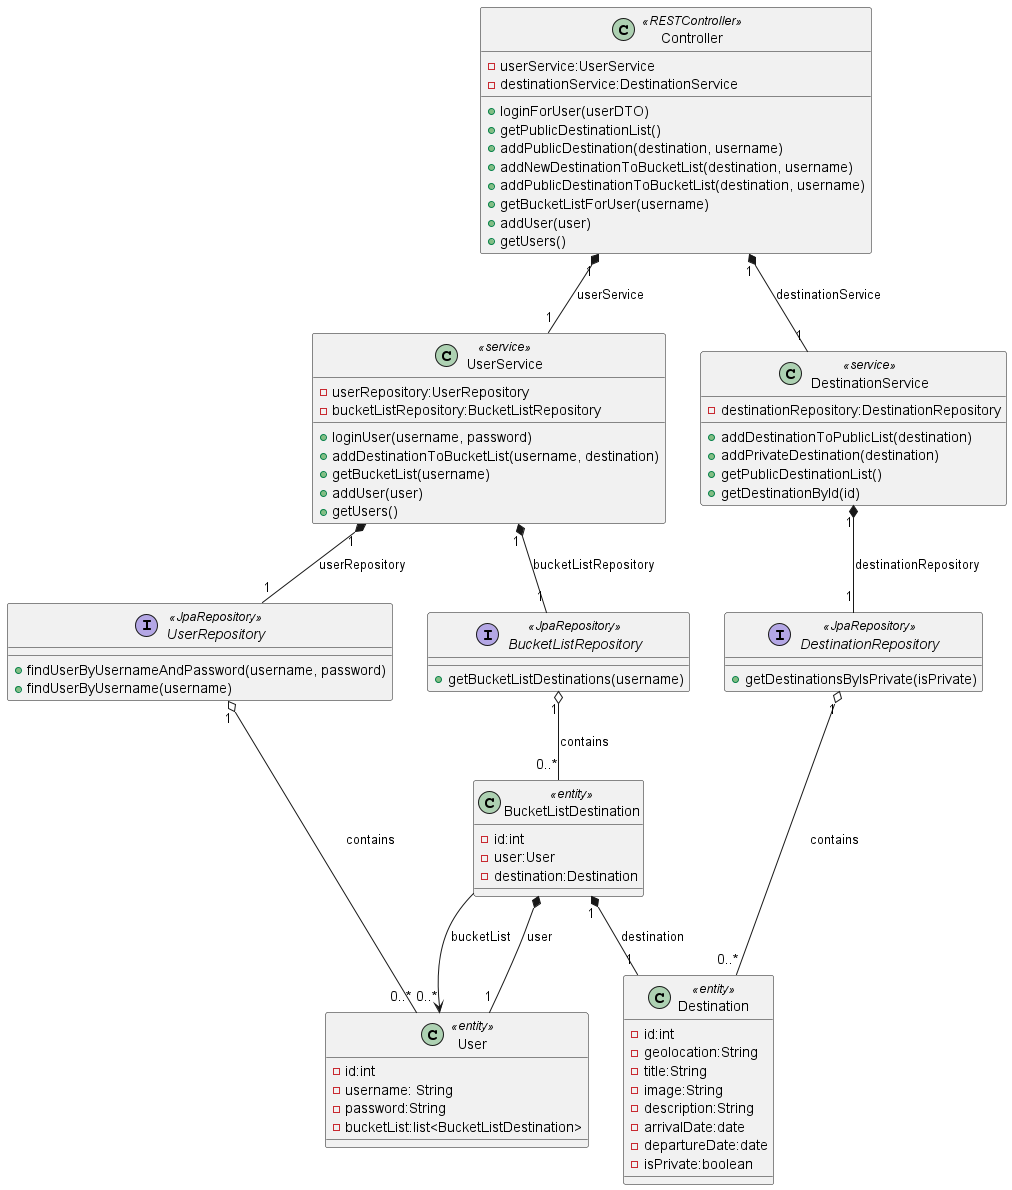 C
«RESTController»
Controller
userService:UserService
destinationService:DestinationService
loginForUser(userDTO)
getPublicDestinationList()
addPublicDestination(destination, username)
addNewDestinationToBucketList(destination, username)
addPublicDestinationToBucketList(destination, username)
getBucketListForUser(username)
addUser(user)
getUsers()
1
1
userService
destinationService
1
1
C
«service»
UserService
userRepository:UserRepository
bucketListRepository:BucketListRepository
loginUser(username, password)
addDestinationToBucketList(username, destination)
getBucketList(username)
addUser(user)
getUsers()
C
«service»
DestinationService
destinationRepository:DestinationRepository
addDestinationToPublicList(destination)
addPrivateDestination(destination)
getPublicDestinationList()
getDestinationById(id)
1
1
1
userRepository
bucketListRepository
destinationRepository
1
1
1
I
«JpaRepository»
UserRepository
findUserByUsernameAndPassword(username, password)
findUserByUsername(username)
I
«JpaRepository»
BucketListRepository
getBucketListDestinations(username)
I
«JpaRepository»
DestinationRepository
getDestinationsByIsPrivate(isPrivate)
1
1
1
contains
0..*
C
«entity»
BucketListDestination
id:int
user:User
destination:Destination
contains
contains
1
bucketList
user
destination
1
0..*
0..*
0..*
1
C
«entity»
User
id:int
username: String
password:String
bucketList:list<BucketListDestination>
C
«entity»
Destination
id:int
geolocation:String
title:String
image:String
description:String
arrivalDate:date
departureDate:date
isPrivate:boolean